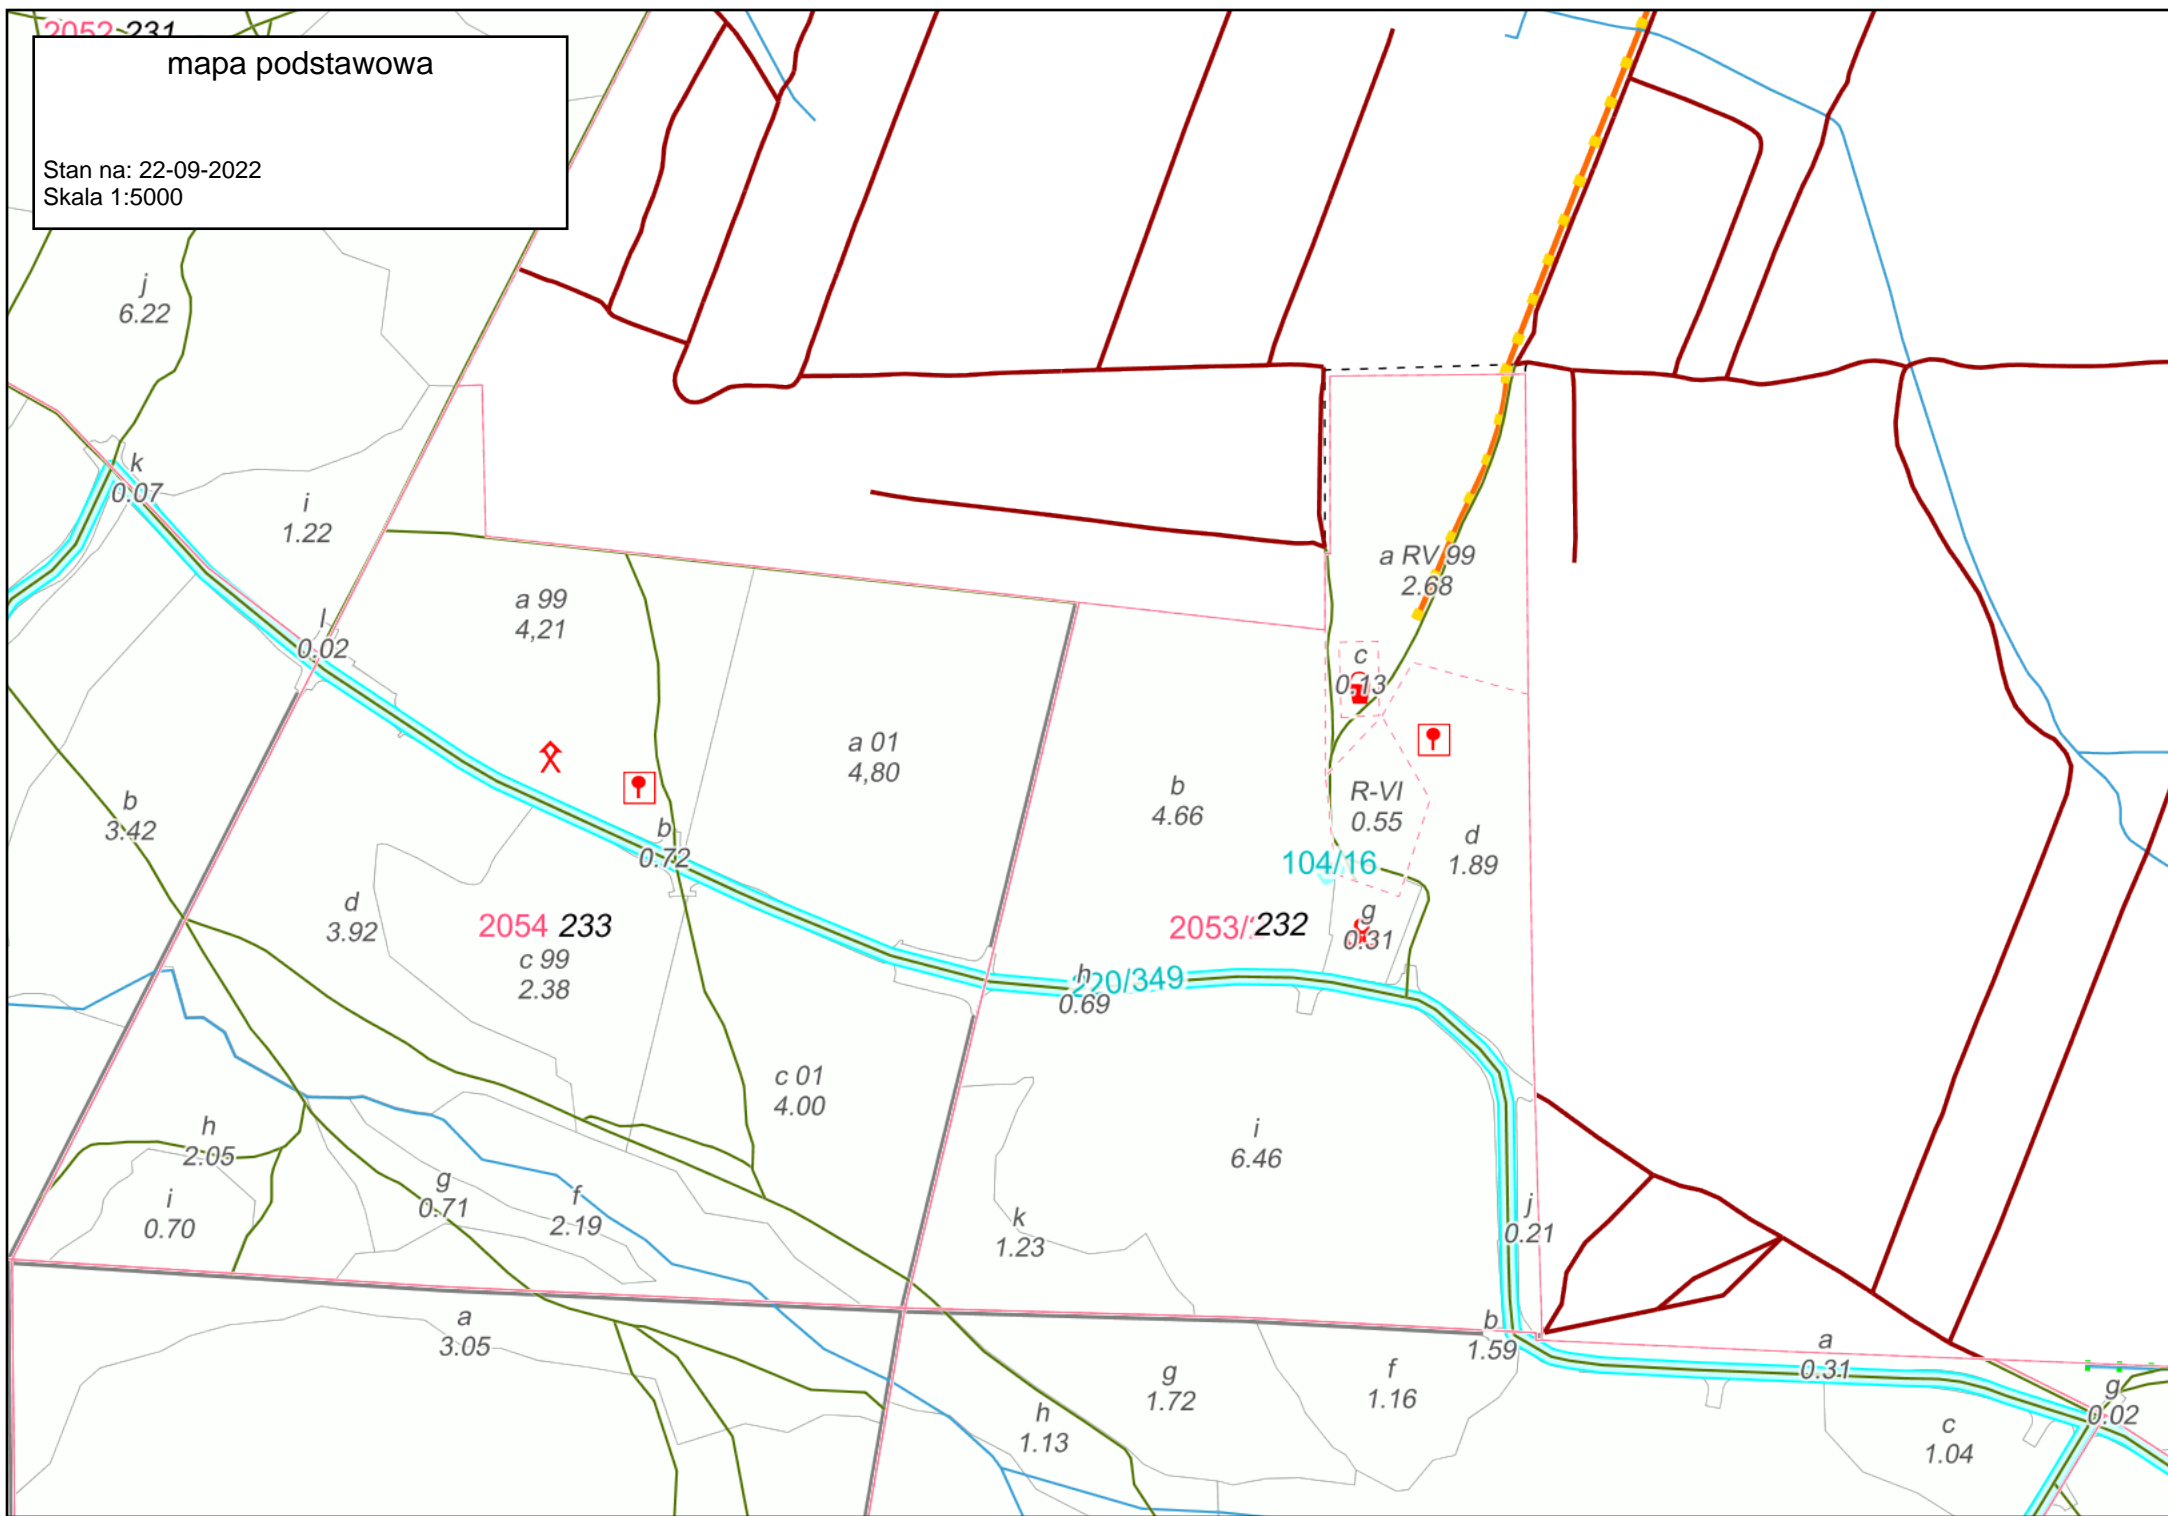 2052 231
mapa podstawowa
Stan na: 22-09-2022
Skala 1:5000
j
6.22
k
0.07
i
1.22
l
0.02
a 99
4,21
a RV 99
2.68
c
0.13
a 01
4,80
b
4.66
R-VI
0.55
d
1.89
b
3.42
b
0.72
104/16
d
3.92
2054 233
c 99
2.38
2053/ 232
g
0.31
h
20/349
0.69
c 01
4.00
h
2.05
i
6.46
i
0.70
g
0.71
f
2.19
k
1.23
j
0.21
a
3.05
b
1.59
a
0.31
g
1.72
f
1.16
g
0.02
h
1.13
c
1.04